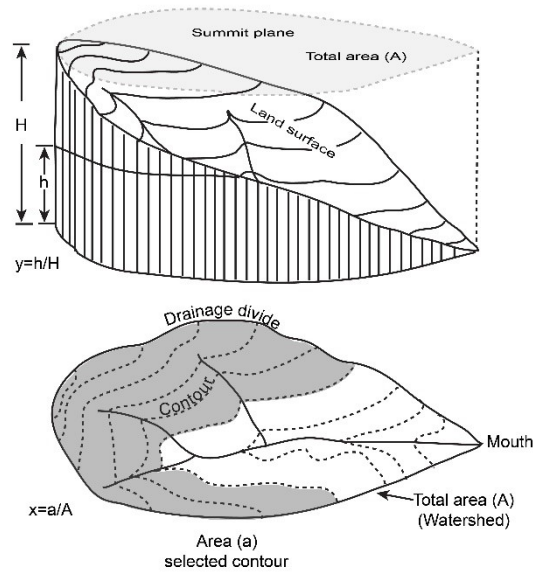 Summit plane
Total area (A)
Land surface
H
h
y=h/H
Drainage divide
Contour
Mouth
x=a/A
Total area (A)
(Watershed)
Area (a)
selected contour